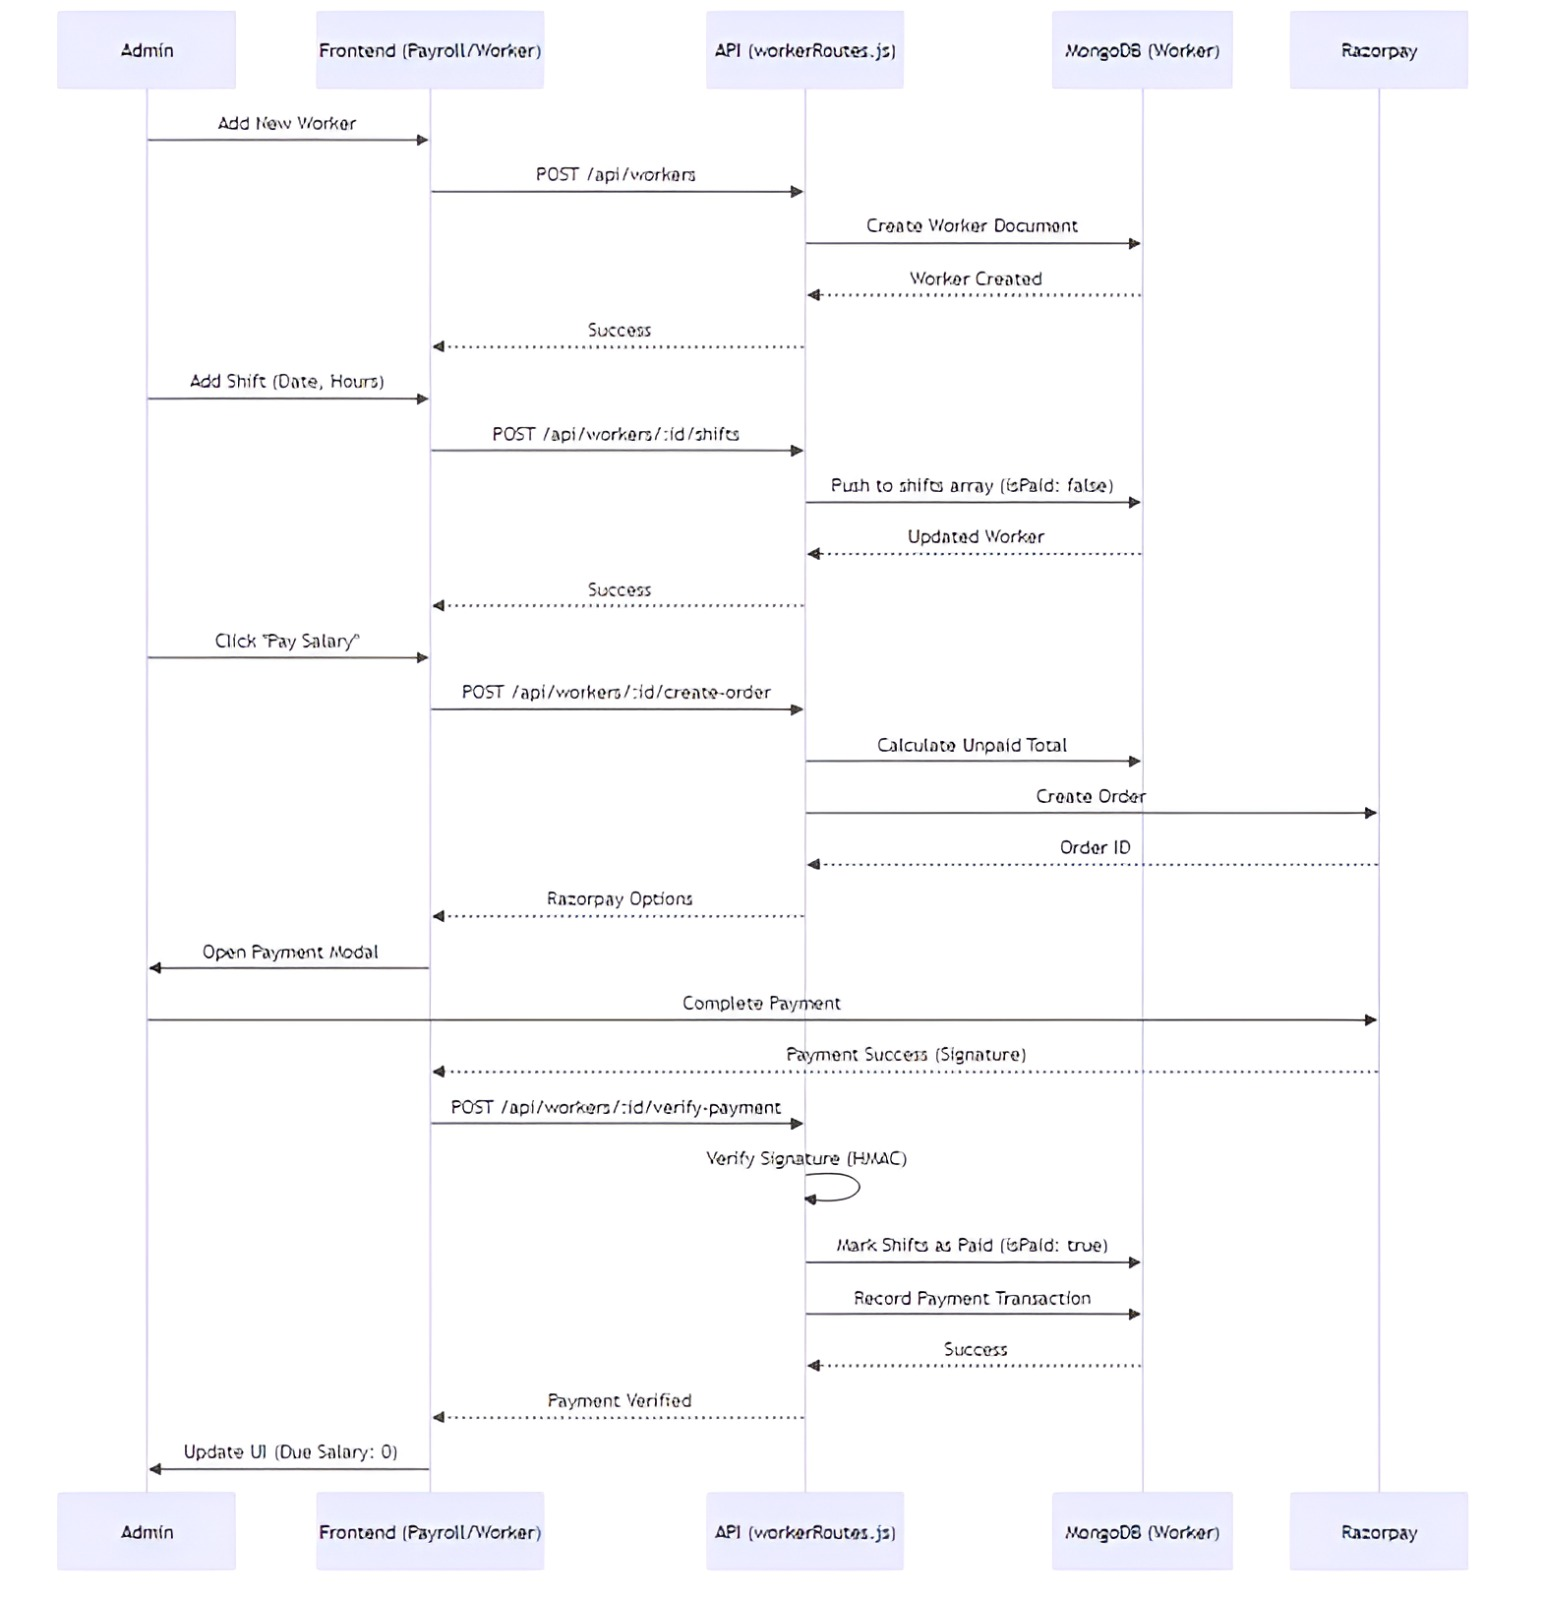 Admin
Frontend (Payroll/Worker)
API (workerRoutes.js)
MongoDB (Worker)
Razorpay
Add New Worker
POST /api/workers
Create Worker Document
Worker Created
Success
Add Shift (Date, Hours)
POST /api/workers/:id/shifts
Push to shifts array (isPaid: false)
Updated Worker
Success
Click "Pay Salary"
POST /api/workers/:id/create-order
Calculate Unpaid Total
Create Order
Order ID
Razorpay Options
Open Payment Modal
Complete Payment
Payment Success (Signature)
POST /api/workers/:id/verify-payment
Verify Signature (HMAC)
Mark Shifts as Paid (isPaid: true)
Record Payment Transaction
Success
Payment Verified
Update UI (Due Salary: 0)
Admin
Frontend (Payroll/Worker)
API (workerRoutes.js)
MongoDB (Worker)
Razorpay